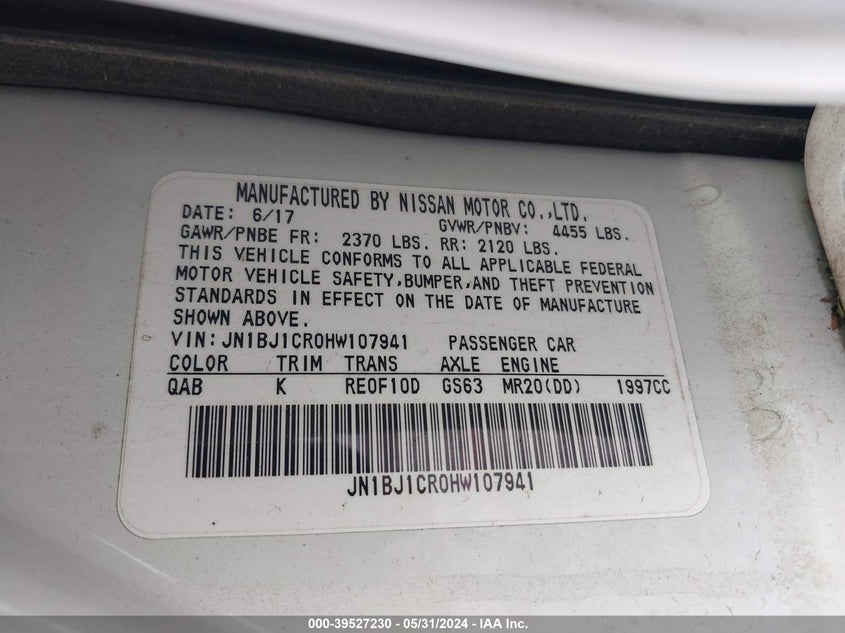 MANUFACTURED BY NISSAN MOTOR CO.,LTD.
DATE: 6/17 GVWR/PNBV: 4455 LBS.
GAWR/PNBE FR: 2370 LBS. RR: 2120 LBS.
THIS VEHICLE CONFORMS TO ALL APPLICABLE FEDERAL
MOTOR VEHICLE SAFETY,BUMPER,AND THEFT PREVENTION
STANDARDS IN EFFECT ON THE DATE OF MANUFACTURE
SHOWN ABOVE.
VIN:JN1BJ1CR0HW107941 PASSENGER CAR
COLOR TRIM TRANS AXLE ENGINE
QAB K RE0F10D GS63 MR20(DD) 1997CC
JN1BJ1CR0HW107941
000-39527230 - 05/31/2024 - IAA Inc.